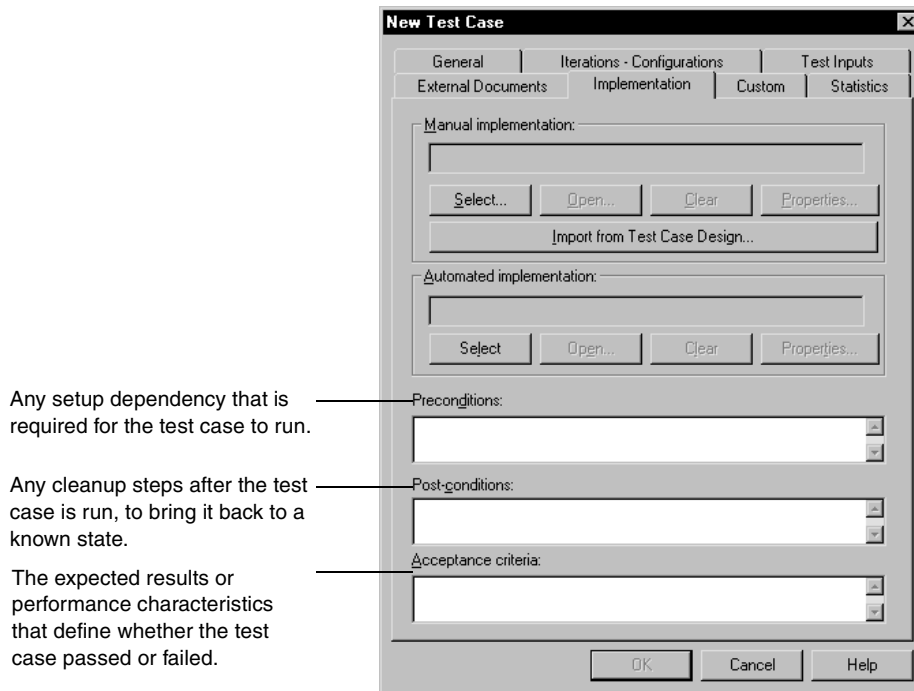 New Test Case
General
Iterations - Configurations
Test Inputs
External Documents
Implementation
Custom
Statistics
Manual implementation:
Select...
Open...
Clear
Properties...
Import from Test Case Design...
Automated implementation:
Select
Open...
Clear
Properties...
Any setup dependency that is
required for the test case to run.
Preconditions:
Any cleanup steps after the test
case is run, to bring it back to a
known state.
Post-conditions:
The expected results or
performance characteristics
that define whether the test
case passed or failed.
Acceptance criteria:
OK
Cancel
Help